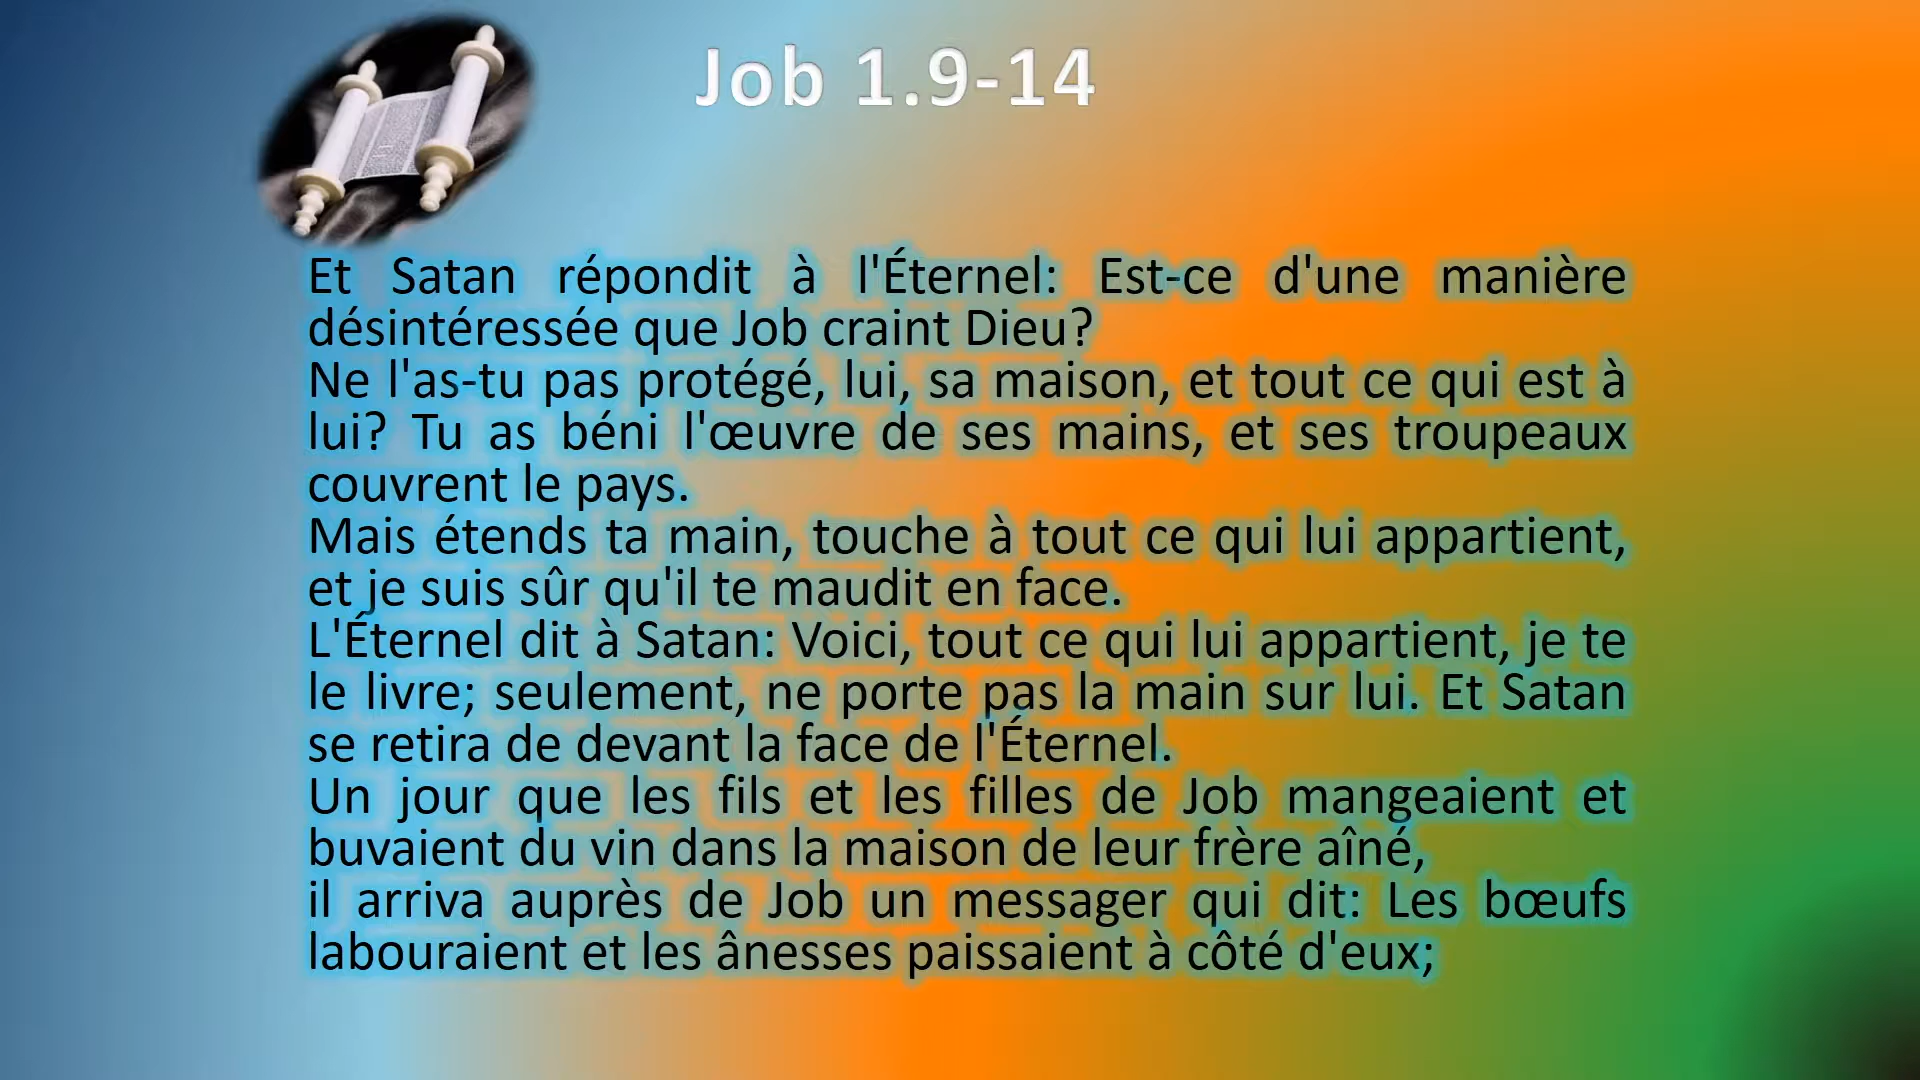 Job 1.9-14
Et Satan répondit à l'Éternel: Est-ce d'une manière
désintéressée que Job craint Dieu?
Ne l'as-tu pas protégé, lui, sa maison, et tout ce qui est à
lui? Tu as béni l'œuvre de ses mains, et ses troupeaux
couvrent le pays.
Mais étends ta main, touche à tout ce qui lui appartient,
et je suis sûr qu'il te maudit en face.
L'Éternel dit à Satan: Voici, tout ce qui lui appartient, je te
le livre; seulement, ne porte pas la main sur lui. Et Satan
se retira de devant la face de l'Éternel.
Un jour que les fils et les filles de Job mangeaient et
buvaient du vin dans la maison de leur frère aîné,
il arriva auprès de Job un messager qui dit: Les bœufs
labouraient et les ânesses paissaient à côté d'eux;